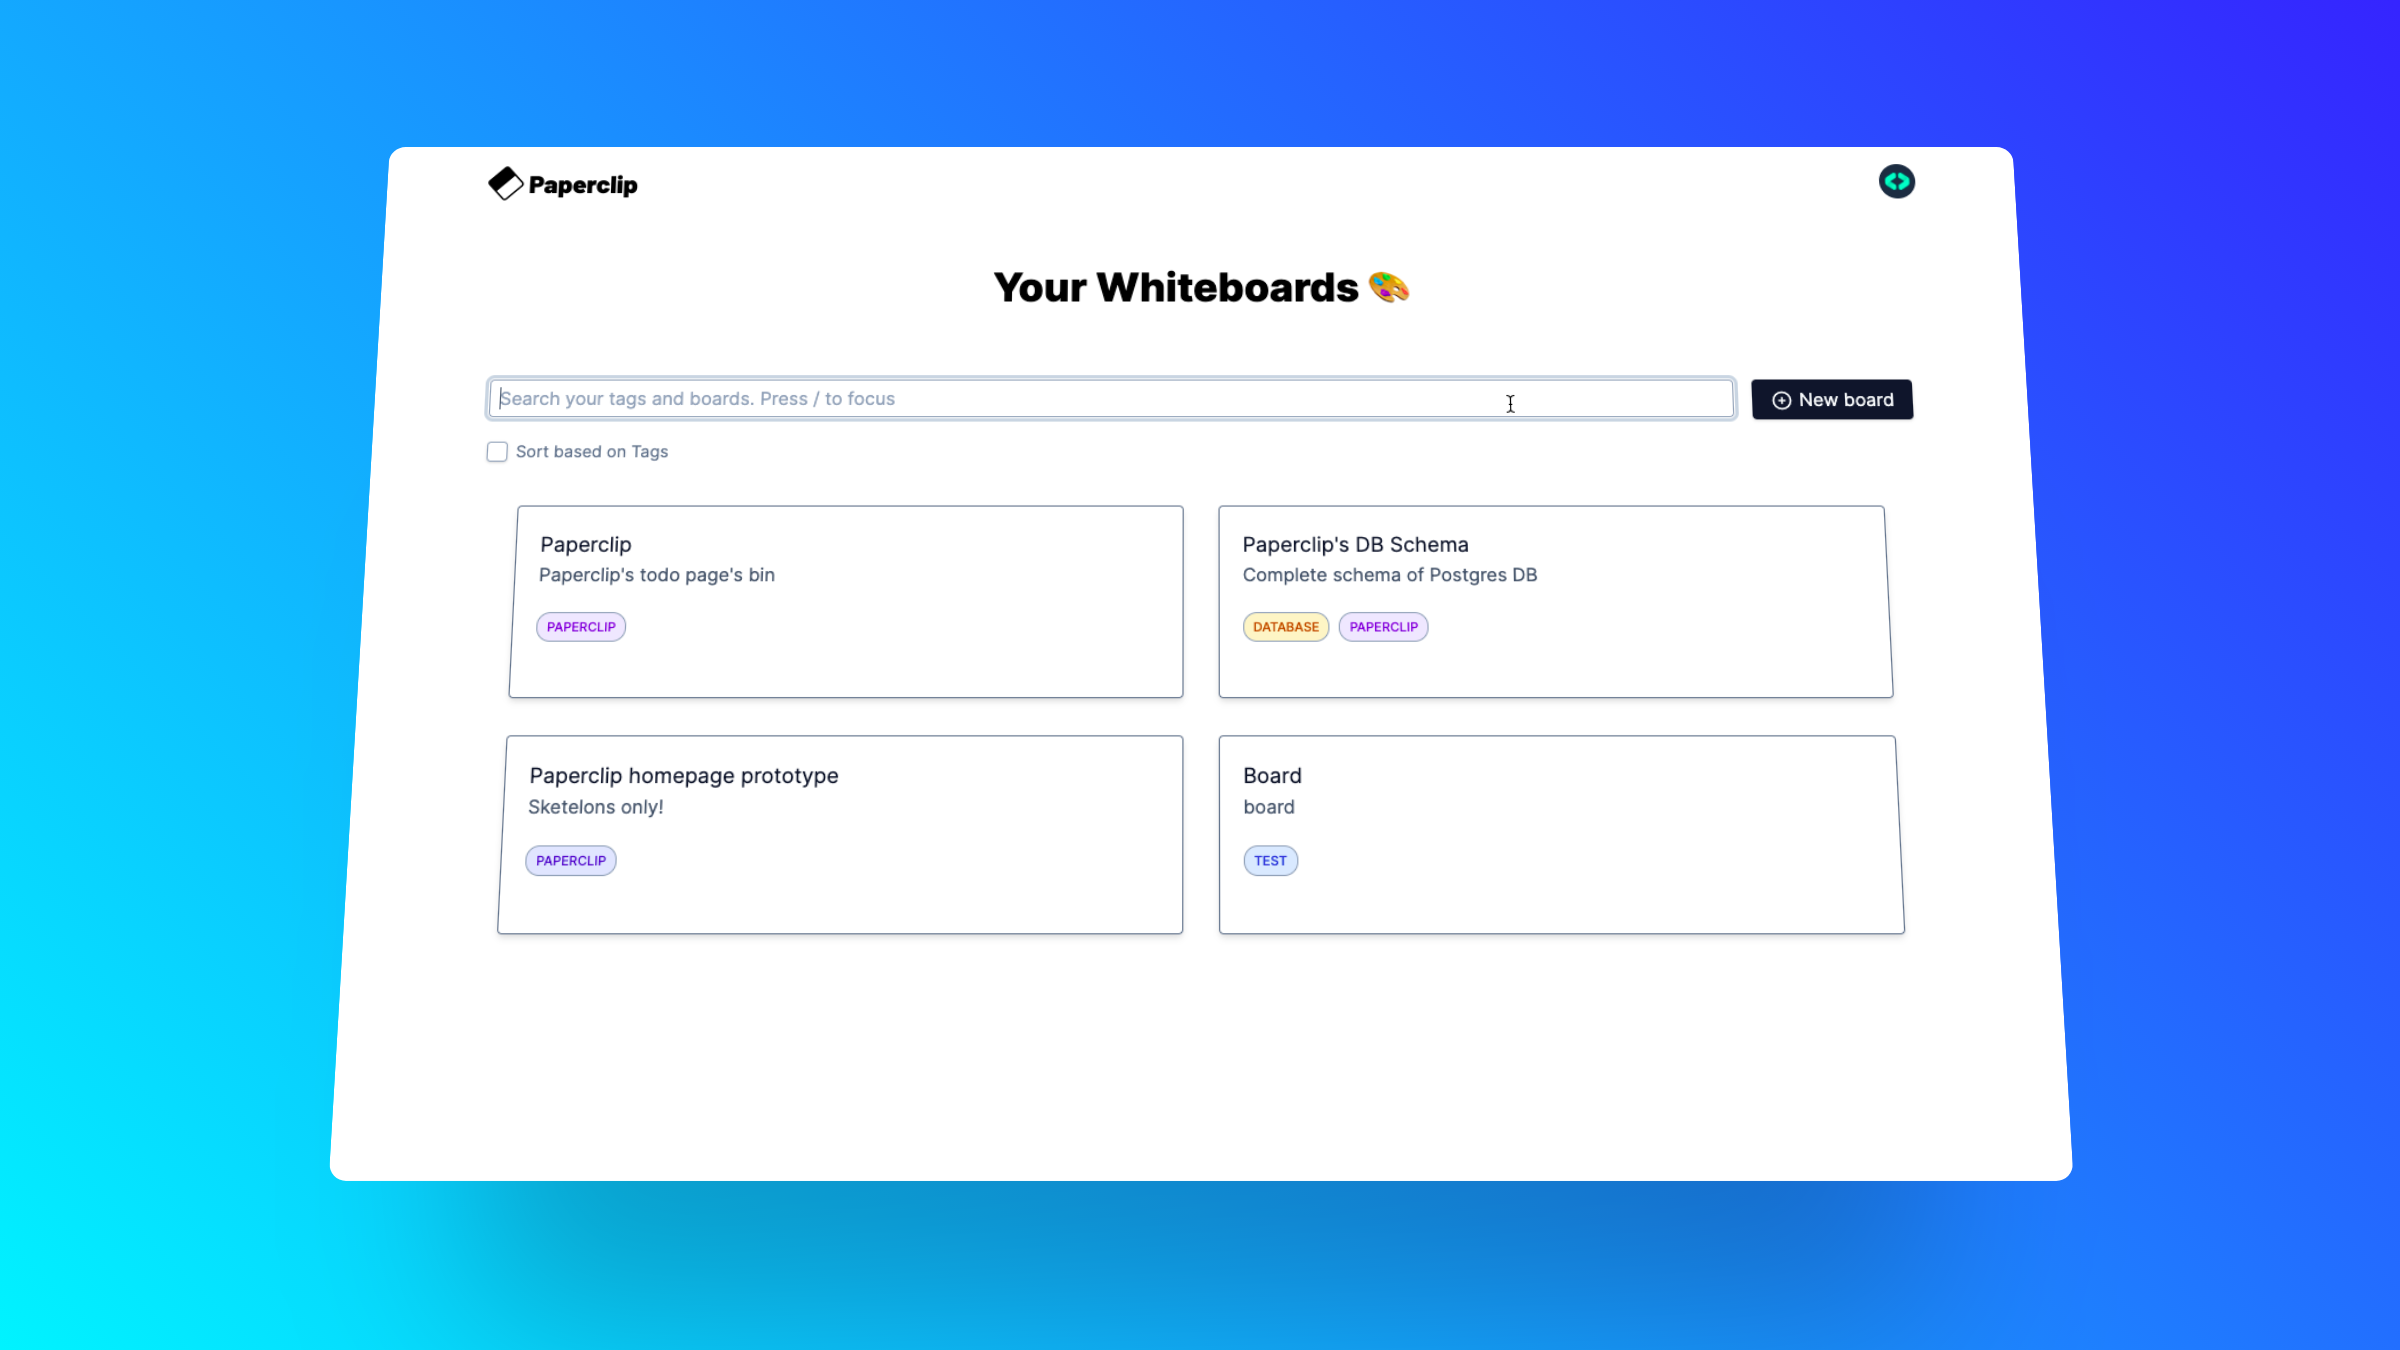 Paperclip
Your Whiteboards 🎨
Search your tags and boards. Press / to focus
New board
Sort based on Tags
Paperclip
Paperclip's todo page's bin
PAPERCLIP
Paperclip's DB Schema
Complete schema of Postgres DB
DATABASE PAPERCLIP
Paperclip homepage prototype
Sketelons only!
PAPERCLIP
Board
board
TEST